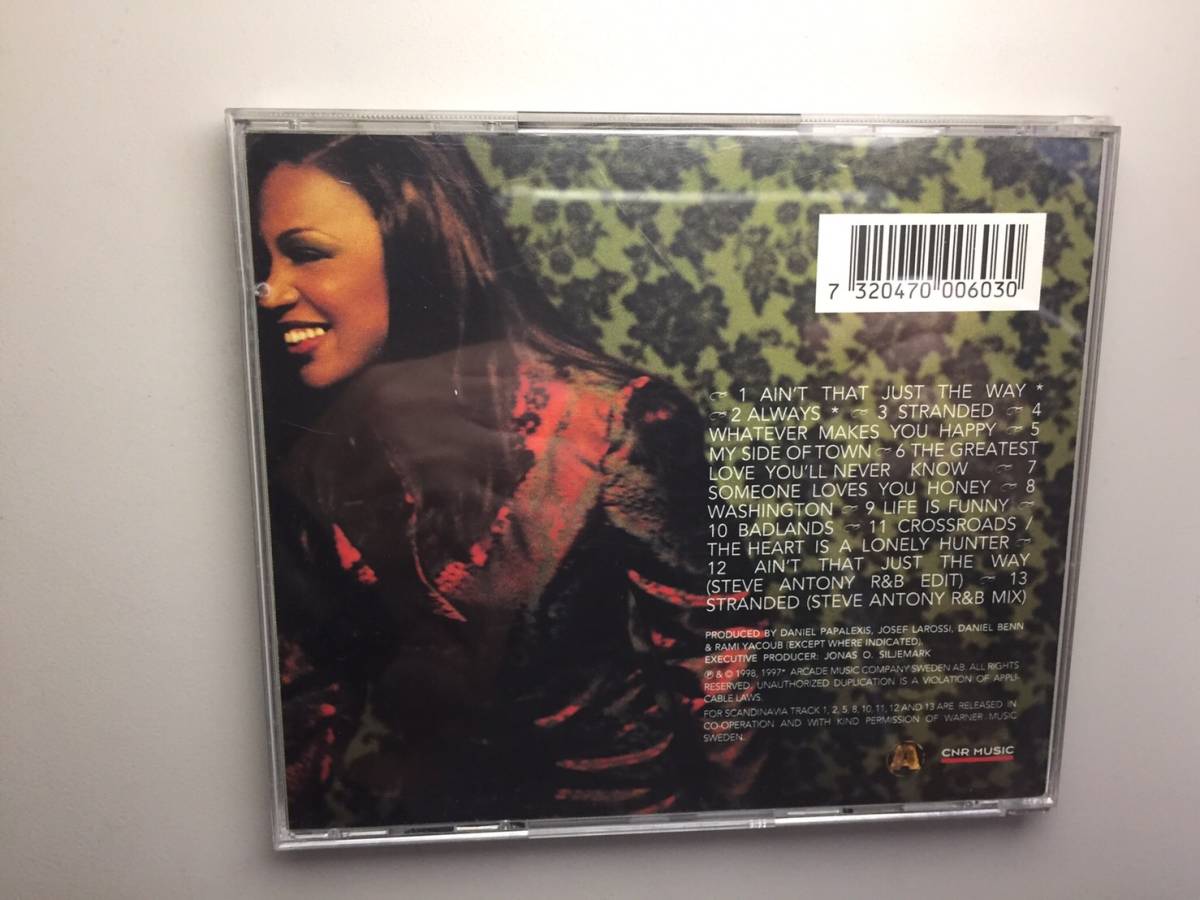 7 320470 006030
~ 1 AIN'T THAT JUST THE WAY *
~ 2 ALWAYS * ~ 3 STRANDED ~ 4
WHATEVER MAKES YOU HAPPY ~ 5
MY SIDE OF TOWN ~ 6 THE GREATEST
LOVE YOU'LL NEVER KNOW ~ 7
SOMEONE LOVES YOU HONEY ~ 8
WASHINGTON ~ 9 LIFE IS FUNNY ~
10 BADLANDS ~ 11 CROSSROADS /
THE HEART IS A LONELY HUNTER ~
12 AIN'T THAT JUST THE WAY
(STEVE ANTONY R&B EDIT) ~ 13
STRANDED (STEVE ANTONY R&B MIX)
PRODUCED BY DANIEL PAPALEXIS, JOSEF LAROSSI, DANIEL BENN
& RAMI YACOUB (EXCEPT WHERE INDICATED)
EXECUTIVE PRODUCER: JONAS O. SILJEMARK
℗ & © 1998, 1997* ARCADE MUSIC COMPANY SWEDEN AB. ALL RIGHTS
RESERVED. UNAUTHORIZED DUPLICATION IS A VIOLATION OF APPLI-
CABLE LAWS.
FOR SCANDINAVIA TRACK 1, 2, 5, 8, 10, 11, 12 AND 13 ARE RELEASED IN
CO-OPERATION AND WITH KIND PERMISSION OF WARNER MUSIC
SWEDEN.
CNR MUSIC